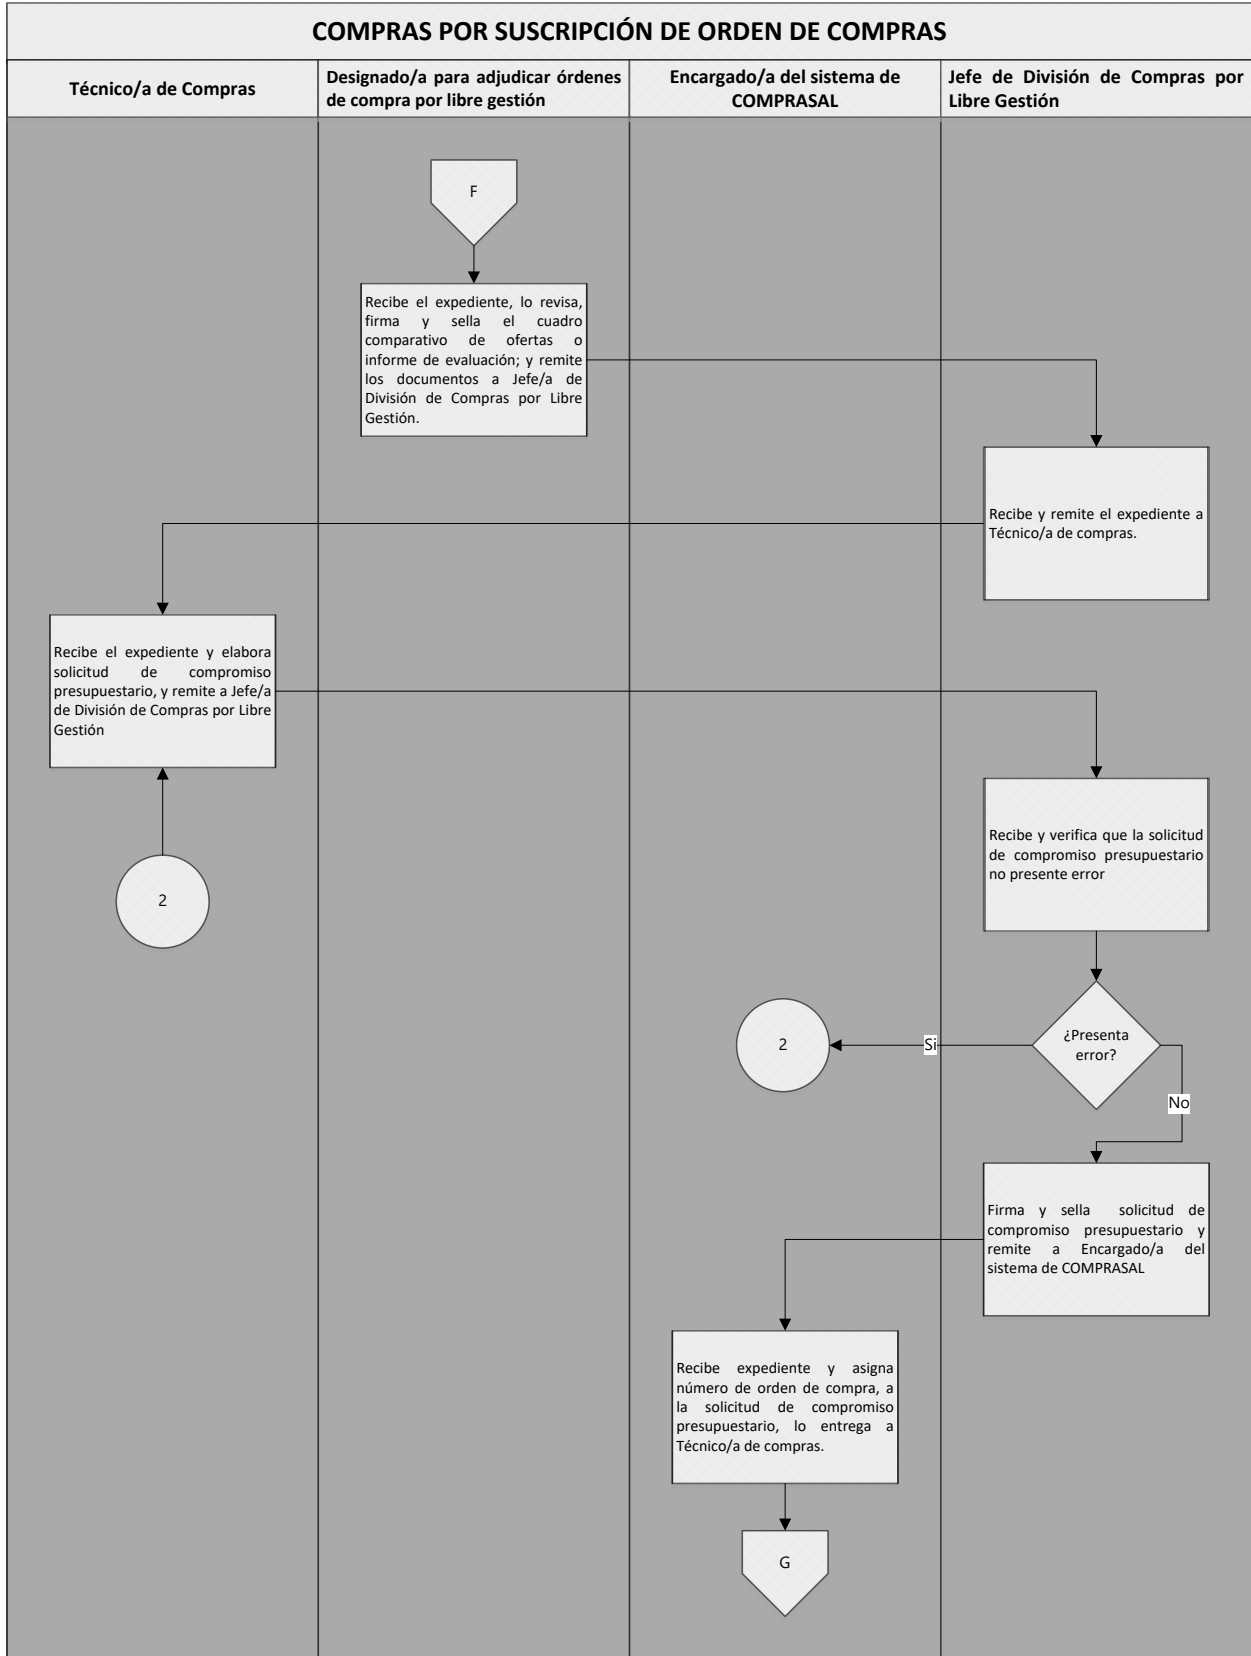 COMPRAS POR SUSCRIPCIÓN DE ORDEN DE COMPRAS
Técnico/a de Compras
Designado/a para adjudicar órdenes
de compra por libre gestión
Encargado/a del sistema de
COMPRASAL
Jefe de División de Compras por
Libre Gestión
F
Recibe el expediente, lo revisa,
firma y sella el cuadro
comparativo de ofertas o
informe de evaluación; y remite
los documentos a Jefe/a de
División de Compras por Libre
Gestión.
Recibe y remite el expediente a
Técnico/a de compras.
Recibe el expediente y elabora
solicitud de compromiso
presupuestario, y remite a Jefe/a
de División de Compras por Libre
Gestión
2
Recibe y verifica que la solicitud
de compromiso presupuestario
no presente error
¿Presenta
error?
Si
2
No
Firma y sella solicitud de
compromiso presupuestario y
remite a Encargado/a del
sistema de COMPRASAL
Recibe expediente y asigna
número de orden de compra, a
la solicitud de compromiso
presupuestario, lo entrega a
Técnico/a de compras.
G